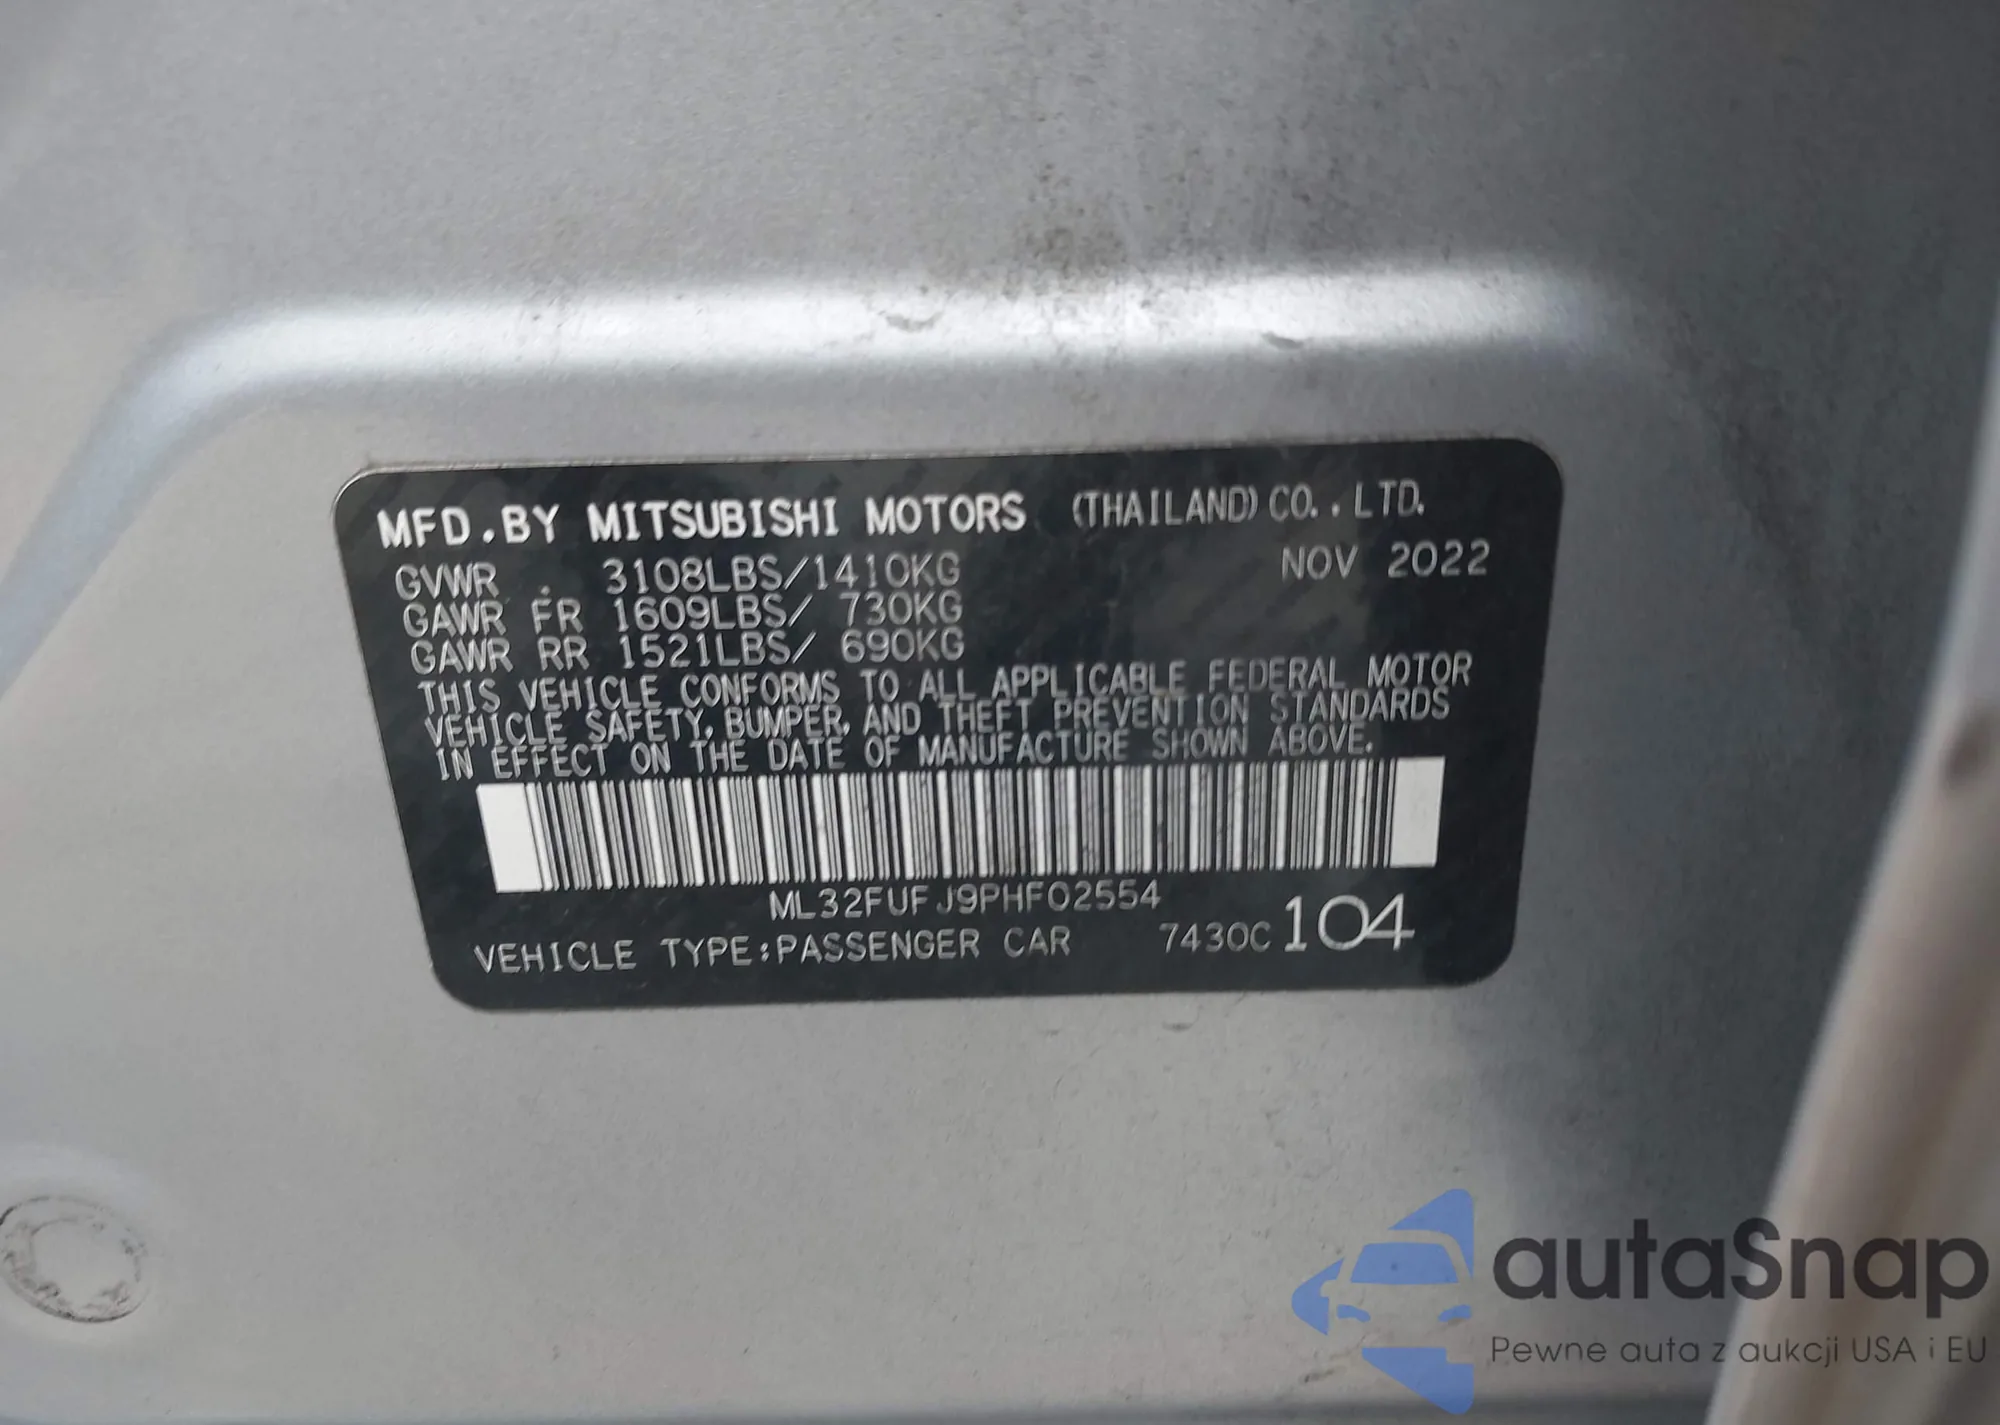 MFD.BY MITSUBISHI MOTORS (THAILAND) CO., LTD.
GVWR . 3108LBS/1410KG NOV 2022
GAWR FR 1609LBS/ 730KG
GAWR RR 1521LBS/ 690KG
THIS VEHICLE CONFORMS TO ALL APPLICABLE FEDERAL MOTOR
VEHICLE SAFETY, BUMPER, AND THEFT PREVENTION STANDARDS
IN EFFECT ON THE DATE OF MANUFACTURE SHOWN ABOVE.
ML32FUFJ9PHF02554
VEHICLE TYPE:PASSENGER CAR 7430C 104
autaSnap
Pewne auta z aukcji USA i EU